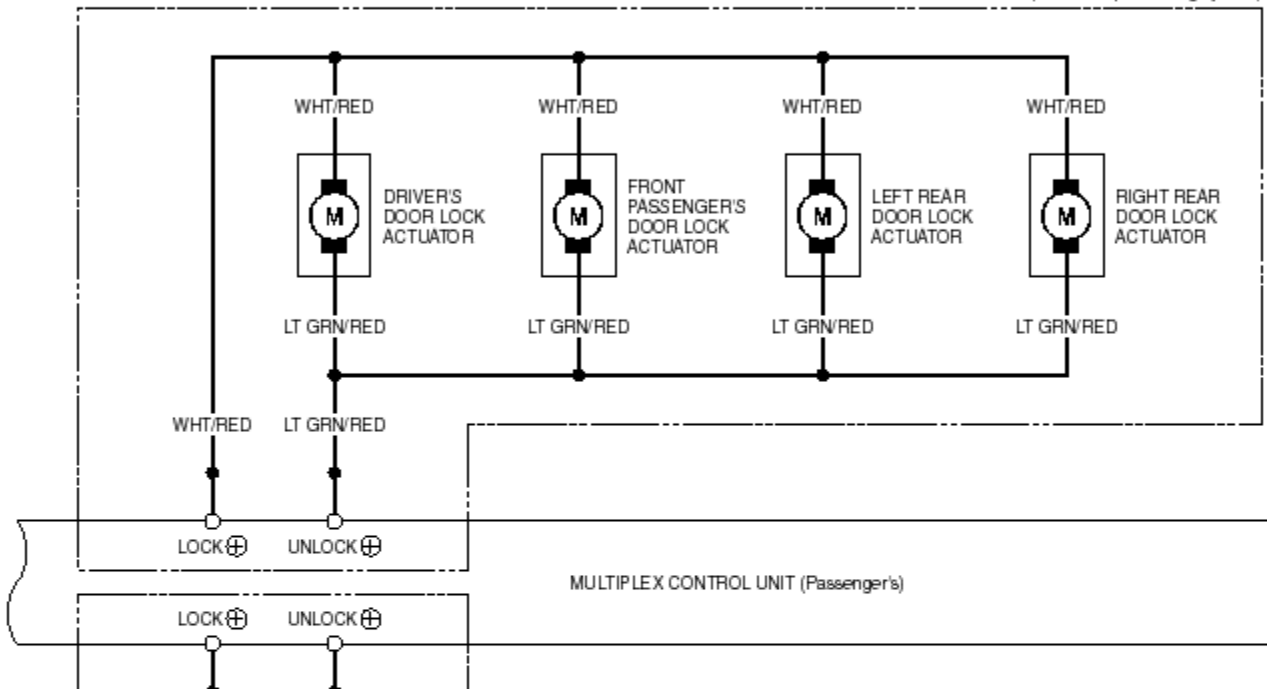 WHT/RED
WHT/RED
WHT/RED
WHT/RED
M
DRIVER'S
DOOR LOCK
ACTUATOR
M
FRONT
PASSENGER'S
DOOR LOCK
ACTUATOR
M
LEFT REAR
DOOR LOCK
ACTUATOR
M
RIGHT REAR
DOOR LOCK
ACTUATOR
LT GRN/RED
LT GRN/RED
LT GRN/RED
LT GRN/RED
WHT/RED
LT GRN/RED
LOCK⊕
UNLOCK⊕
MULTIPLEX CONTROL UNIT (Passenger's)
LOCK⊕
UNLOCK⊕